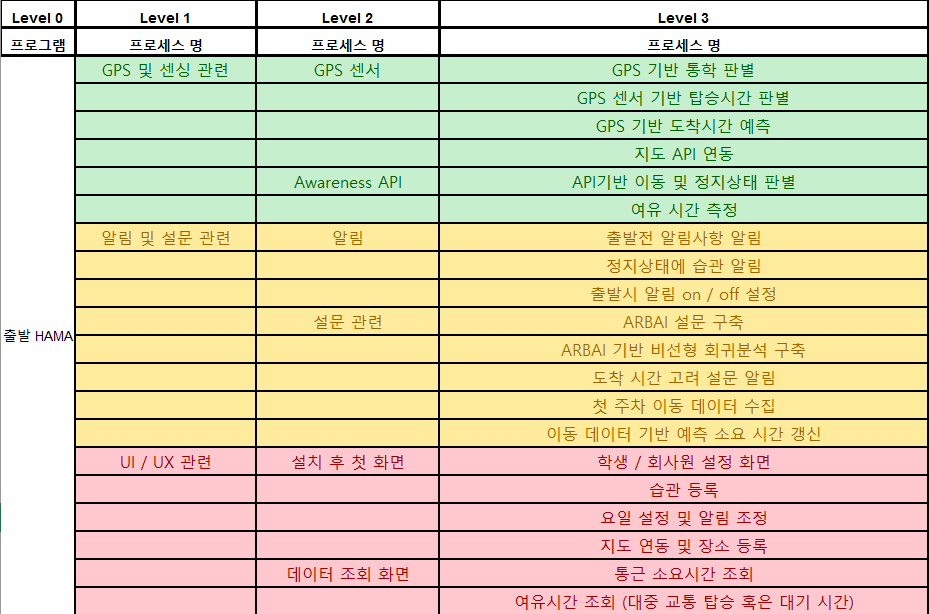 Level 0 Level 1 Level 2 Level 3
프로그램 프로세스 명 프로세스 명 프로세스 명
GPS 및 센싱 관련 GPS 센서 GPS 기반 통학 판별
GPS 센서 기반 탑승시간 판별
GPS 기반 도착시간 예측
지도 API 연동
Awareness API API기반 이동 및 정지상태 판별
여유 시간 측정
알림 및 설문 관련 알림 출발전 알림사항 알림
정지상태에 습관 알림
출발시 알림 on / off 설정
설문 관련 ARBAI 설문 구축
출발 HAMA ARBAI 기반 비선형 회귀분석 구축
도착 시간 고려 설문 알림
첫 주차 이동 데이터 수집
이동 데이터 기반 예측 소요 시간 갱신
UI / UX 관련 설치 후 첫 화면 학생 / 회사원 설정 화면
습관 등록
요일 설정 및 알림 조정
지도 연동 및 장소 등록
데이터 조회 화면 통근 소요시간 조회
여유시간 조회 (대중 교통 탑승 혹은 대기 시간)